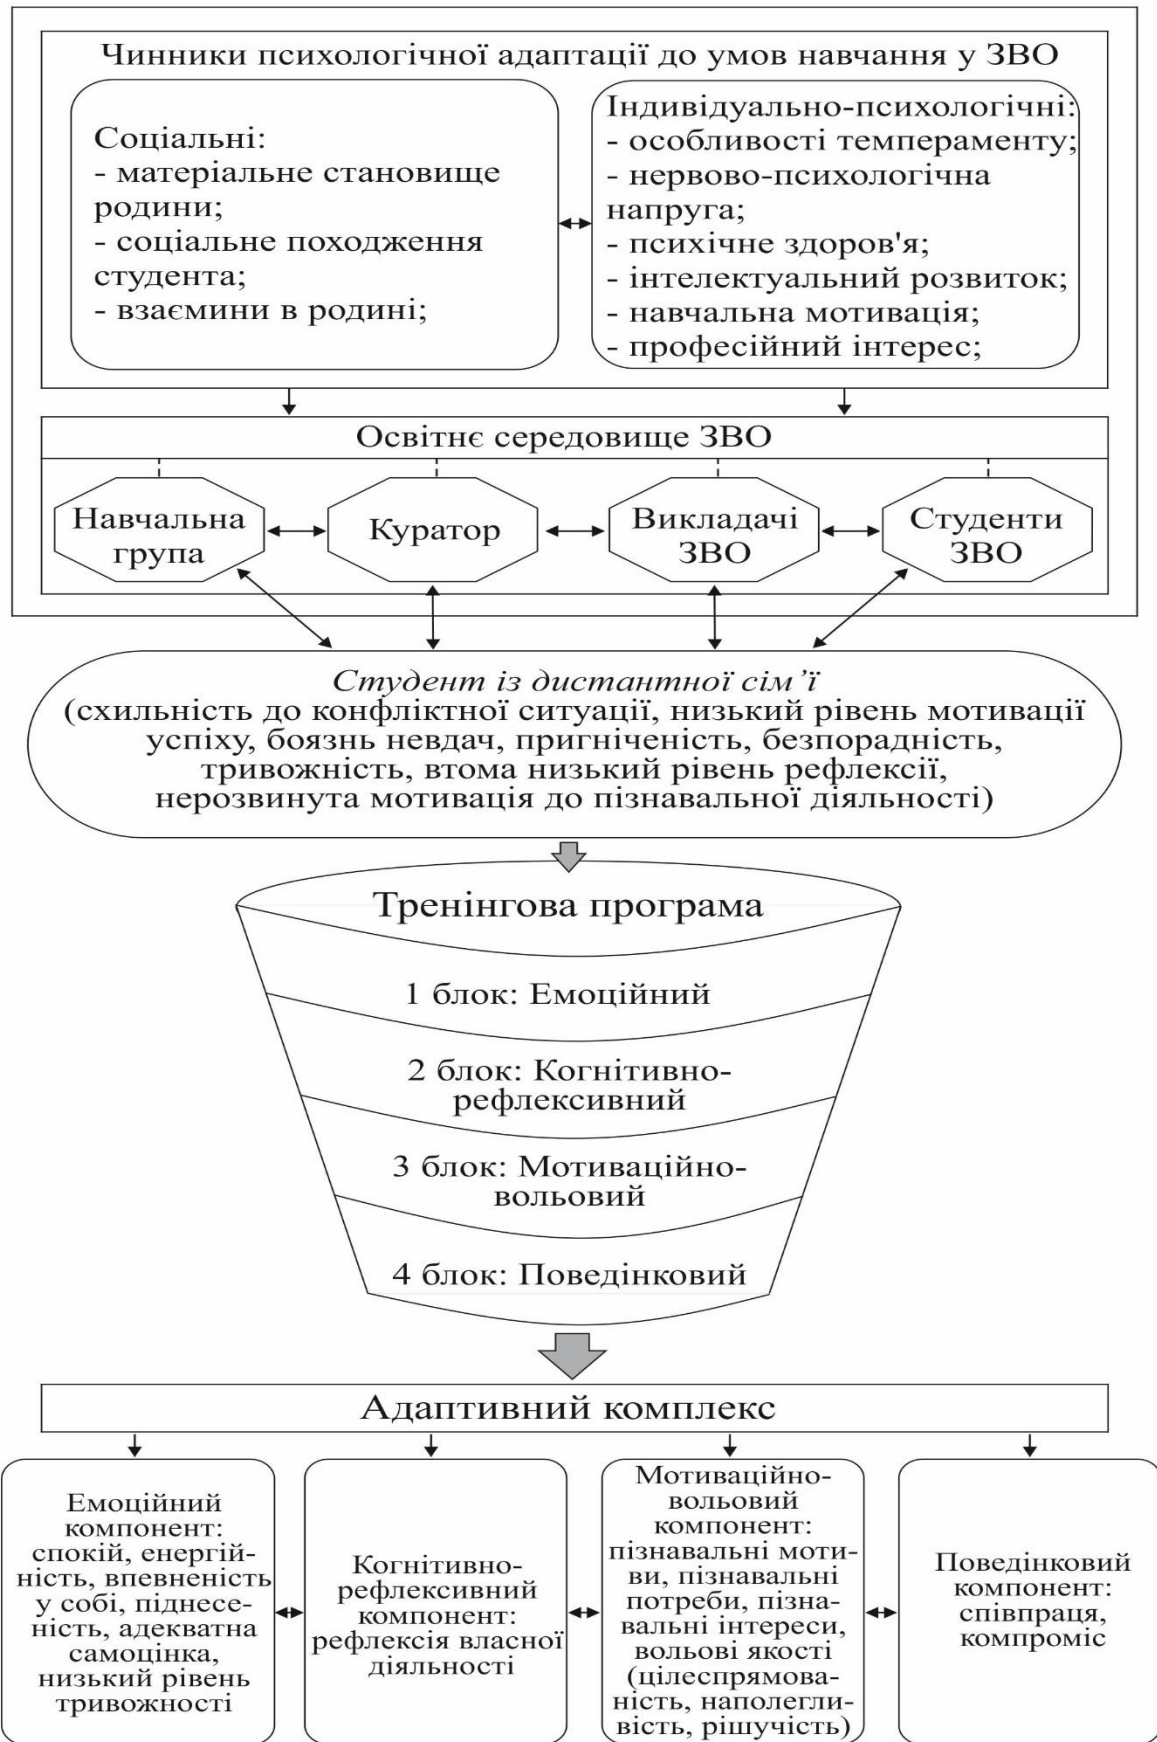 Чинники психологічної адаптації до умов навчання у ЗВО
Соціальні:
- матеріальне становище
родини;
- соціальне походження
студента;
- взаємини в родині;
Індивідуально-психологічні:
- особливості темпераменту;
- нервово-психологічна
напруга;
- психічне здоров'я;
- інтелектуальний розвиток;
- навчальна мотивація;
- професійний інтерес;
Освітнє середовище ЗВО
Навчальна
група
Куратор
Викладачі
ЗВО
Студенти
ЗВО
Студент із дистантної сім’ї
(схильність до конфліктної ситуації, низький рівень мотивації
успіху, боязнь невдач, пригніченість, безпорадність,
тривожність, втома низький рівень рефлексії,
нерозвинута мотивація до пізнавальної діяльності)
Тренінгова програма
1 блок: Емоційний
2 блок: Когнітивно-
рефлексивний
3 блок: Мотиваційно-
вольовий
4 блок: Поведінковий
Адаптивний комплекс
Емоційний
компонент:
спокій, енергій-
ність, впевненість
у собі, піднесе-
ність, адекватна
самоцінка,
низький рівень
тривожності
Когнітивно-
рефлексивний
компонент:
рефлексія власної
діяльності
Мотиваційно-
вольовий
компонент:
пізнавальні моти-
ви, пізнавальні
потреби, пізна-
вальні інтереси,
вольові якості
(цілеспрямова-
ність, наполегли-
вість, рішучість)
Поведінковий
компонент:
співпраця,
компроміс